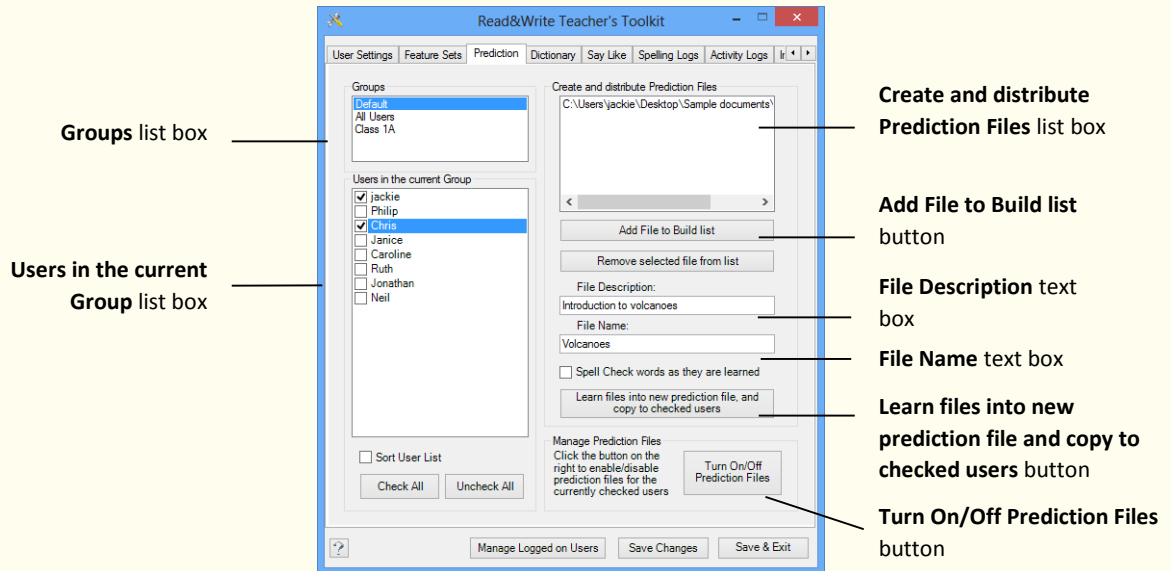 Read&Write Teacher's Toolkit
User Settings Feature Sets Prediction Dictionary Say Like Spelling Logs Activity Logs
Groups
Default
All Users
Class 1A
Users in the current Group
jackie
Philip
Chris
Janice
Caroline
Ruth
Jonathan
Neil
Sort User List
Check All Uncheck All
Create and distribute Prediction Files
C:\Users\jackie\Desktop\Sample documents\
Add File to Build list
Remove selected file from list
File Description:
Introduction to volcanoes
File Name:
Volcanoes
Spell Check words as they are learned
Learn files into new prediction file, and
copy to checked users
Manage Prediction Files
Click the button on the
right to enable/disable
prediction files for the
currently checked users
Turn On/Off
Prediction Files
?
Manage Logged on Users Save Changes Save & Exit
Groups list box
Users in the current
Group list box
Create and distribute
Prediction Files list box
Add File to Build list
button
File Description text
box
File Name text box
Learn files into new
prediction file and copy to
checked users button
Turn On/Off Prediction Files
button